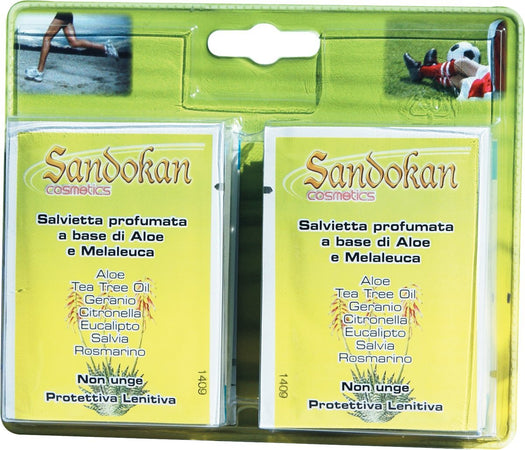 Sandokan
cosmetics
Salvietta profumata
a base di Aloe
e Melaleuca
Aloe
Tea Tree Oil
Geranio
Citronella
Eucalipto
Salvia
Rosmarino
Non unge
Protettiva Lenitiva
1409
Sandokan
cosmetics
Salvietta profumata
a base di Aloe
e Melaleuca
Aloe
Tea Tree Oil
Geranio
Citronella
Eucalipto
Salvia
Rosmarino
Non unge
Protettiva Lenitiva
1409